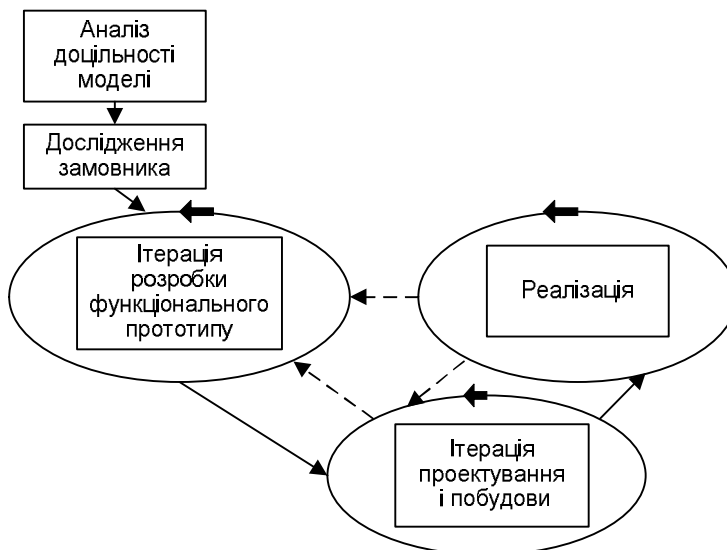 Аналіз
доцільності
моделі
Дослідження
замовника
Ітерація
розробки
функціонального
прототипу
Реалізація
Ітерація
проектування
і побудови